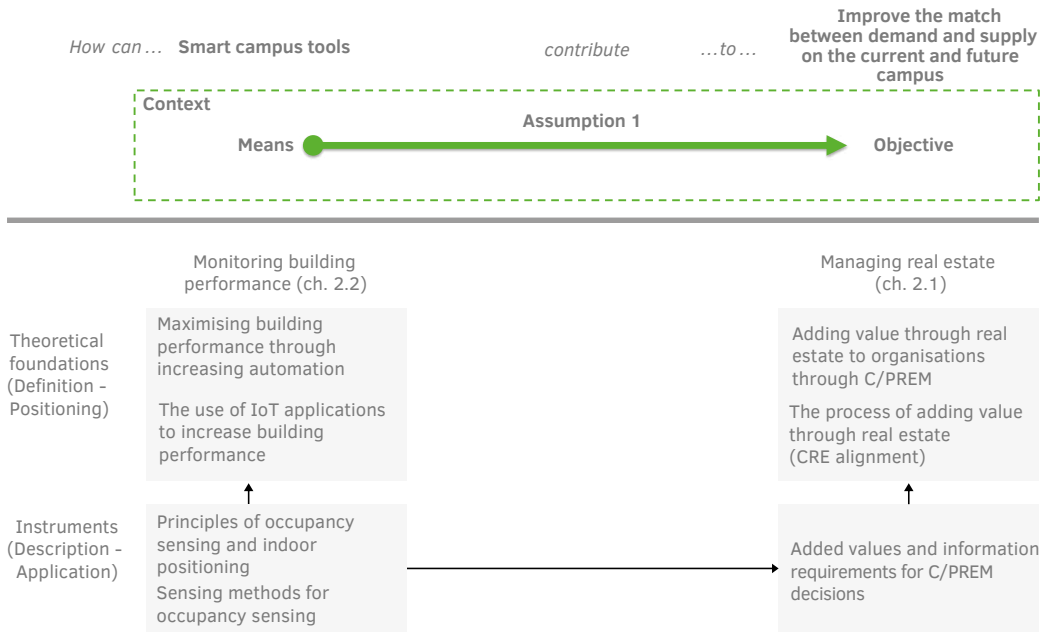 How can … Smart campus tools contribute …to… Improve the match
between demand and supply
on the current and future
campus
Context
Assumption 1
Means Objective
Monitoring building
performance (ch. 2.2)
Managing real estate
(ch. 2.1)
Theoretical
foundations
(Definition -
Positioning)
Maximising building
performance through
increasing automation
The use of IoT applications
to increase building
performance
Adding value through real
estate to organisations
through C/PREM
The process of adding value
through real estate
(CRE alignment)
Instruments
(Description -
Application)
Principles of occupancy
sensing and indoor
positioning
Sensing methods for
occupancy sensing
Added values and information
requirements for C/PREM
decisions